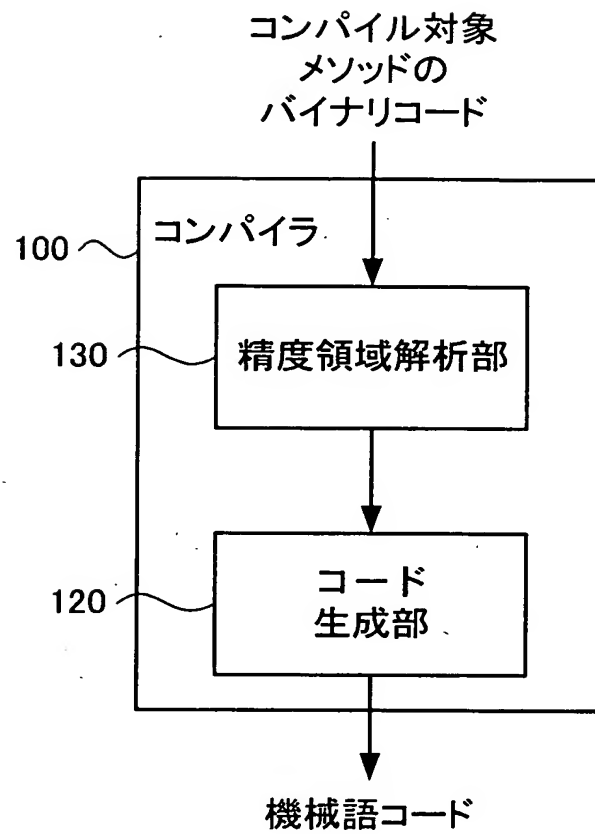 コンパイル対象
メソッドの
バイナリコード
100
コンパイラ
130
精度領域解析部
120
コード
生成部
機械語コード